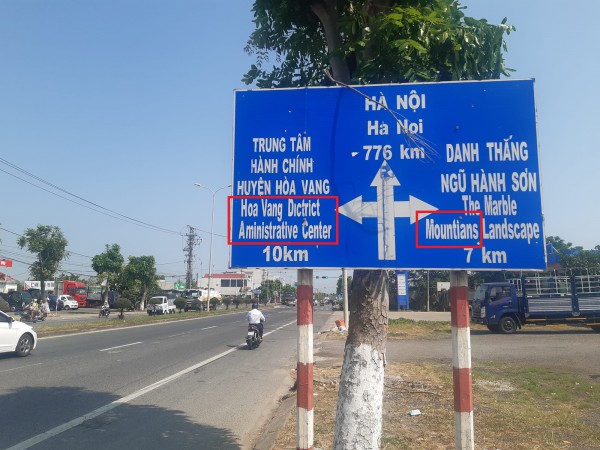 HÀ NỘI
Ha Noi
776 km
TRUNG TÂM
HÀNH CHÍNH
HUYỆN HÒA VANG
Hoa Vang Dictrict
Aministrative Center
10km
DANH THẮNG
NGŨ HÀNH SƠN
The Marble
Mountians Landscape
7 km